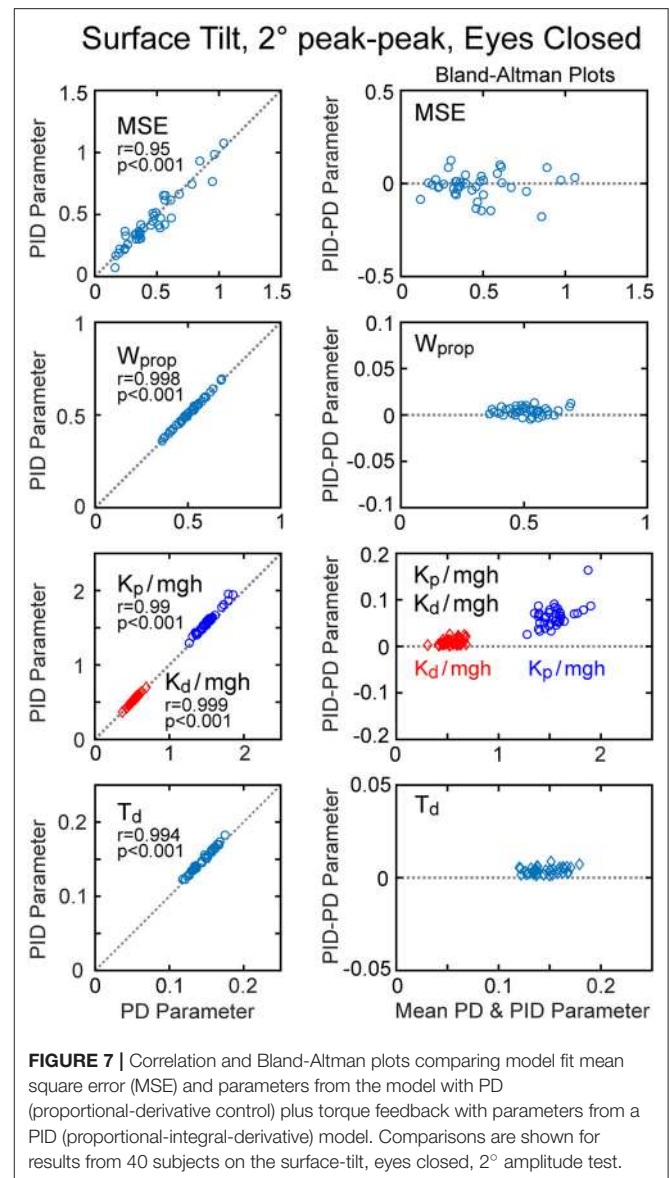 Surface Tilt, 2° peak-peak, Eyes Closed
Bland-Altman Plots
1.5
1
0.5
0
0
0.5
1
1.5
PID Parameter
MSE
r=0.95
p<0.001
0.5
0
-0.5
0
0.5
1
1.5
PID-PD Parameter
MSE
1
0.5
0
0
0.5
1
PID Parameter
Wprop
r=0.998
p<0.001
0.1
0.05
0
-0.05
-0.1
0
0.5
1
PID-PD Parameter
Wprop
2
1
0
0
1
2
PID Parameter
Kp/mgh
r=0.99
p<0.001
Kd/mgh
r=0.999
p<0.001
0.2
0.1
0
-0.1
-0.2
0
1
2
PID-PD Parameter
Kp/mgh
Kd/mgh
Kd/mgh
Kp/mgh
0.2
0.1
0
0
0.1
0.2
PID Parameter
Td
r=0.994
p<0.001
PD Parameter
0.05
0
-0.05
0
0.1
0.2
PID-PD Parameter
Td
Mean PD & PID Parameter
FIGURE 7 | Correlation and Bland-Altman plots comparing model fit mean
square error (MSE) and parameters from the model with PD
(proportional-derivative control) plus torque feedback with parameters from a
PID (proportional-integral-derivative) model. Comparisons are shown for
results from 40 subjects on the surface-tilt, eyes closed, 2° amplitude test.